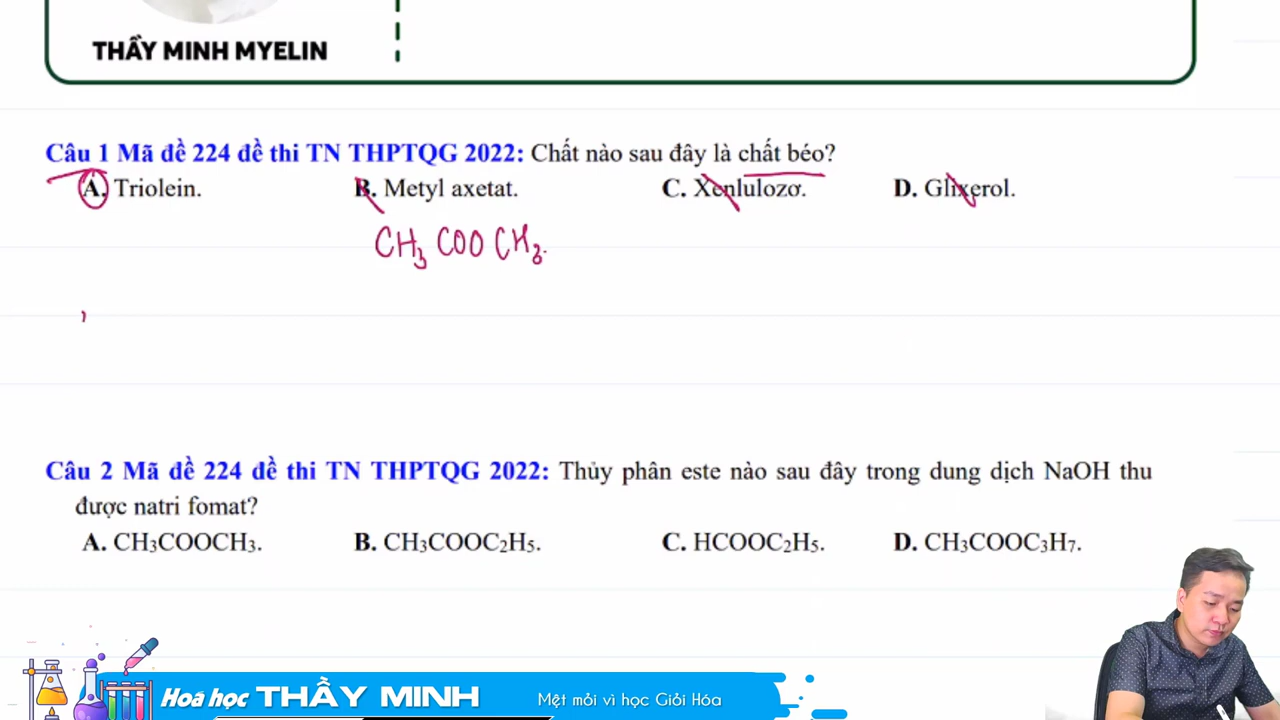 THẦY MINH MYELIN
Câu 1 Mã đề 224 đề thi TN THPTQG 2022: Chất nào sau đây là chất béo?
A. Triolein. B. Metyl axetat. C. Xenlulozơ. D. Glixerol.
CH3 COO CH3.
Câu 2 Mã đề 224 đề thi TN THPTQG 2022: Thủy phân este nào sau đây trong dung dịch NaOH thu
được natri fomat?
A. CH3COOCH3. B. CH3COOC2H5. C. HCOOC2H5. D. CH3COOC3H7.
Hoá học THẦY MINH Mệt mỏi vì học Giỏi Hóa